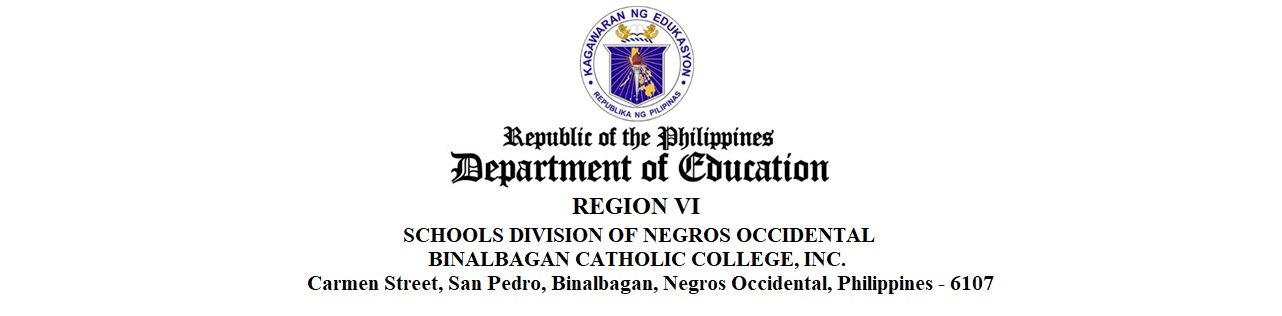 KAGAWARAN NG EDUKASYON
REPUBLIKA NG PILIPINAS
Republic of the Philippines
Department of Education
REGION VI
SCHOOLS DIVISION OF NEGROS OCCIDENTAL
BINALBAGAN CATHOLIC COLLEGE, INC.
Carmen Street, San Pedro, Binalbagan, Negros Occidental, Philippines - 6107